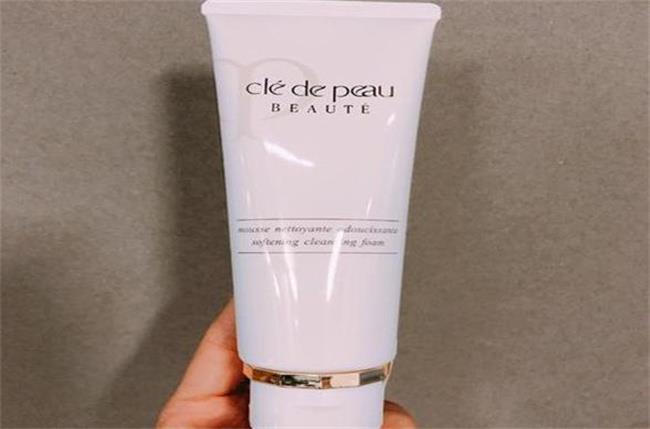 clé de peau
BEAUTÉ
mousse nettoyante adoucissante
softening cleansing foam